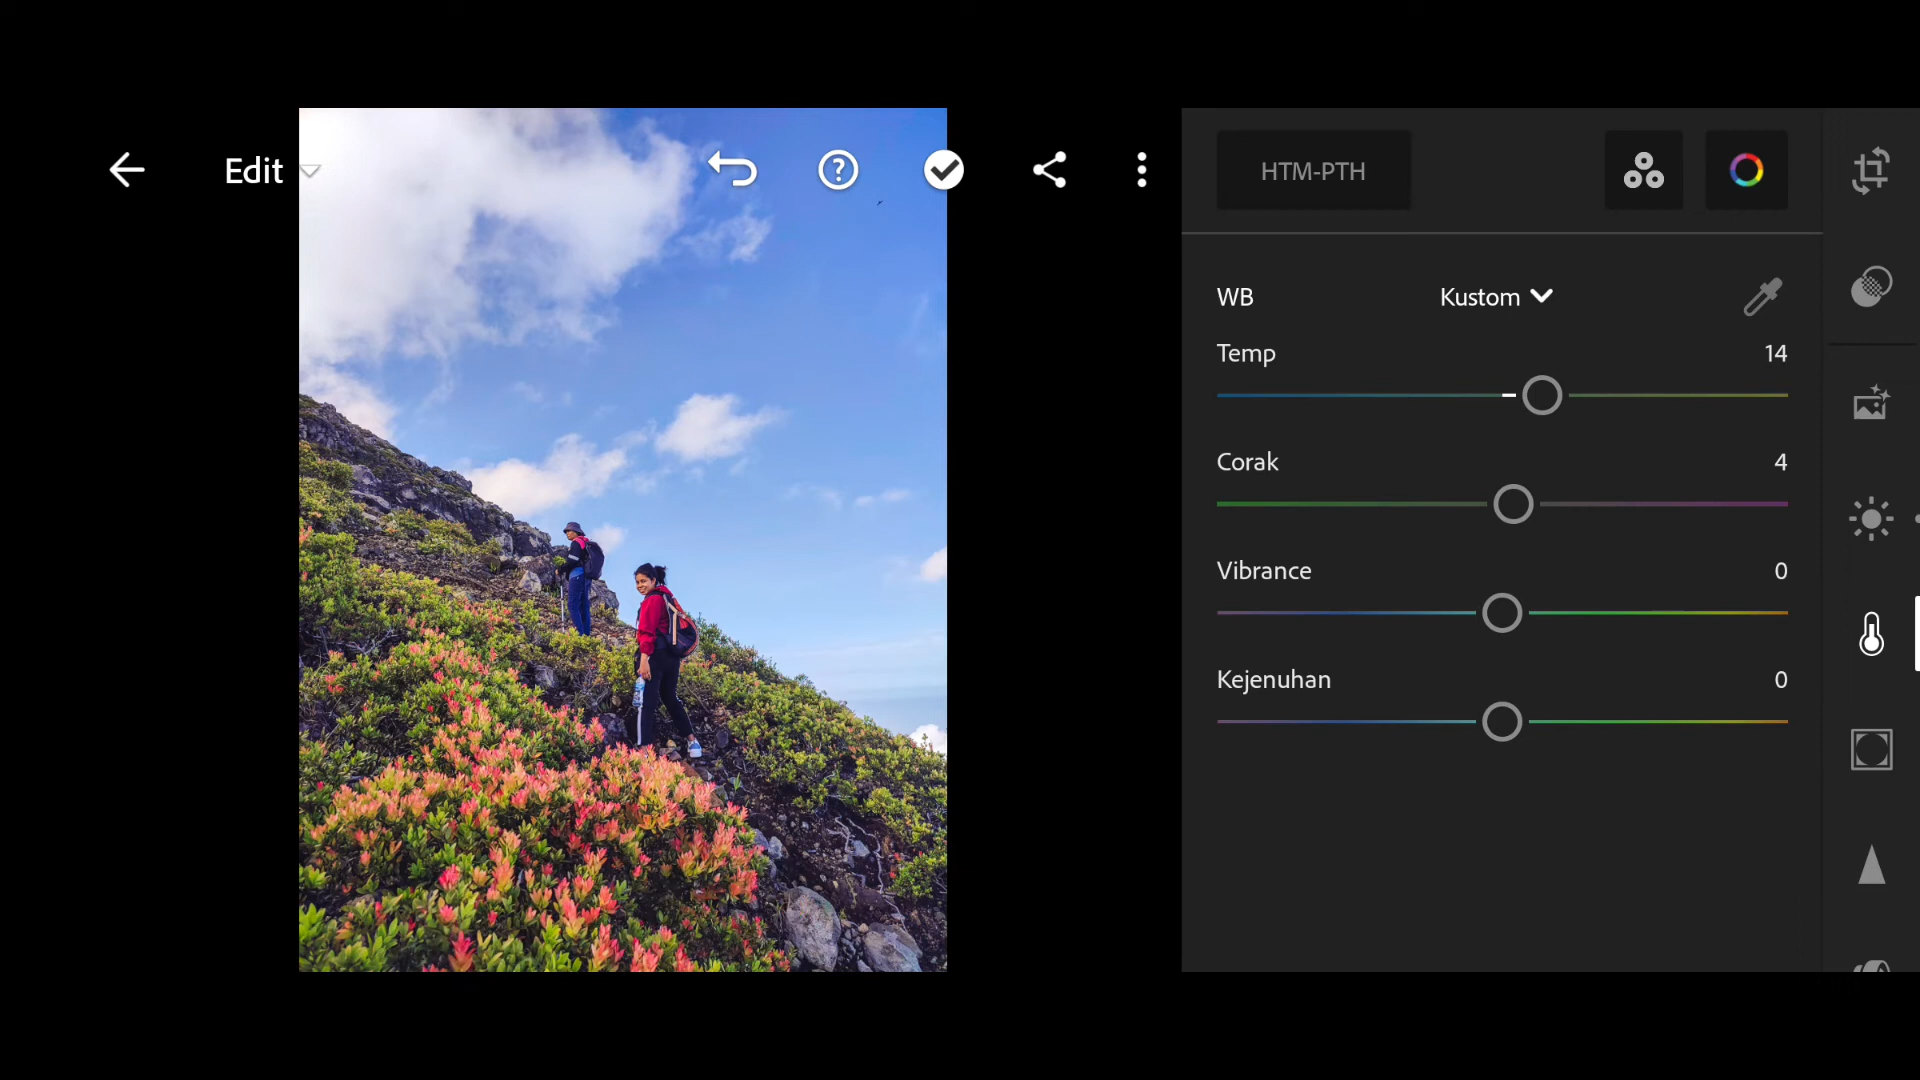 Edit
?
HTM-PTH
WB Kustom
Temp 14
Corak 4
Vibrance 0
Kejenuhan 0